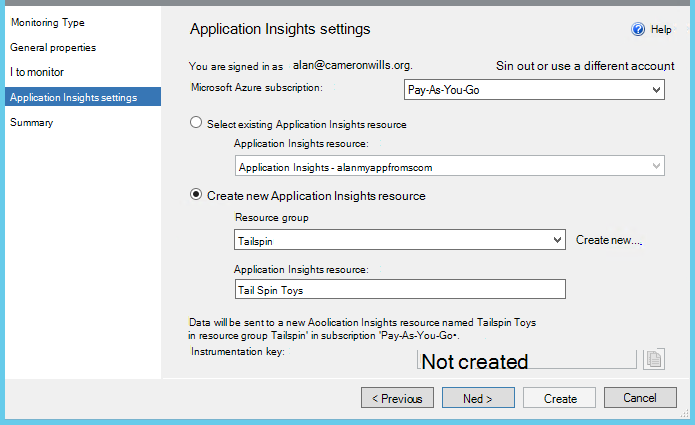 Monitoring Type
General properties
I to monitor
Application Insights settings
Summary
Application Insights settings
Help
You are signed in as alan@cameronwills.org.
Sin out or use a different account
Microsoft Azure subscription:
Pay-As-You-Go
Select existing Application Insights resource
Application Insights resource:
Application Insights - alanmyappfromscom
Create new Application Insights resource
Resource group
Tailspin
Create new...
Application Insights resource:
Tail Spin Toys
Data will be sent to a new Aoolication Insights resource named Tailspin Toys
in resource group Tailspin' in subscription 'Pay-As-You-Go•.
Instrumentation key:
Not created
< Previous
Ned >
Create
Cancel